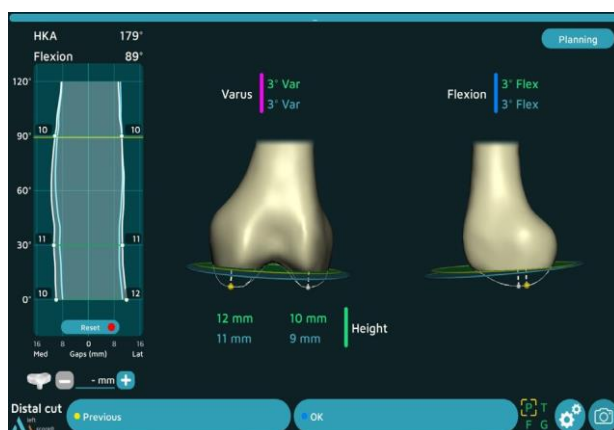 HKA 179°
Flexion 89°
Planning
120°
90°
60°
30°
0°
10 10
11 11
10 12
Reset
16 8 0 8 16
Med Gaps (mm) Lat
- mm +
Varus
3° Var
3° Var
Flexion
3° Flex
3° Flex
12 mm 10 mm
11 mm 9 mm
Height
Distal cut
left
Previous
OK
P T
F G